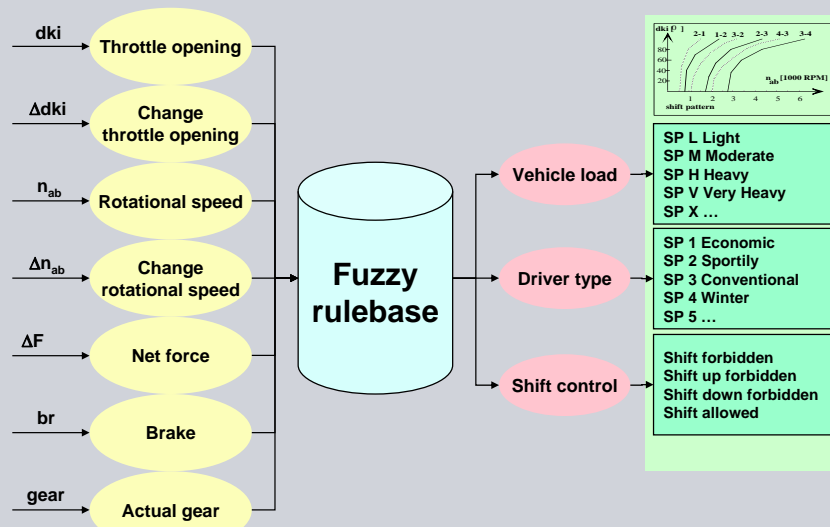 dki
Throttle opening
Δdki
Change
throttle opening
n_ab
Rotational speed
Δn_ab
Change
rotational speed
ΔF
Net force
br
Brake
gear
Actual gear
Fuzzy
rulebase
Vehicle load
Driver type
Shift control
dki [°]
2-1 1-2 3-2 2-3 4-3 3-4
80
60
40
20
n_ab [1000 RPM]
1 2 3 4 5 6
shift pattern
SP L Light
SP M Moderate
SP H Heavy
SP V Very Heavy
SP X ...
SP 1 Economic
SP 2 Sportily
SP 3 Conventional
SP 4 Winter
SP 5 ...
Shift forbidden
Shift up forbidden
Shift down forbidden
Shift allowed